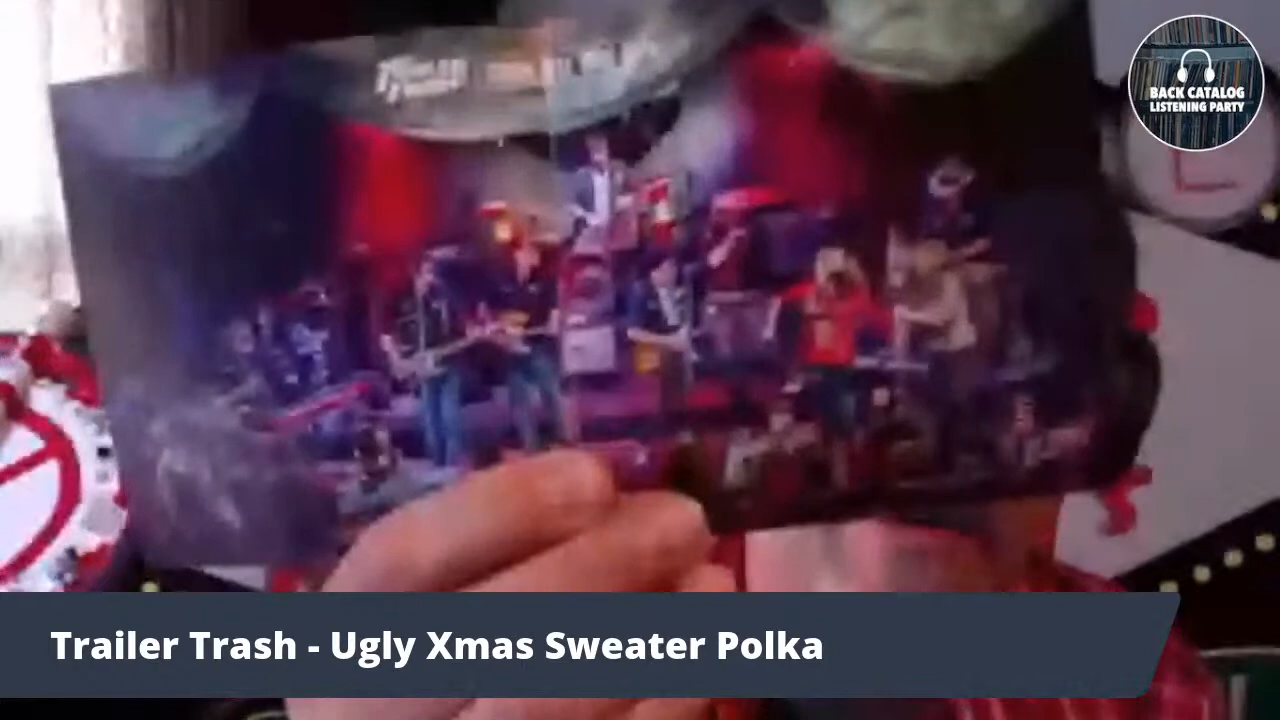 BACK CATALOG
LISTENING PARTY
Trailer Trash - Ugly Xmas Sweater Polka